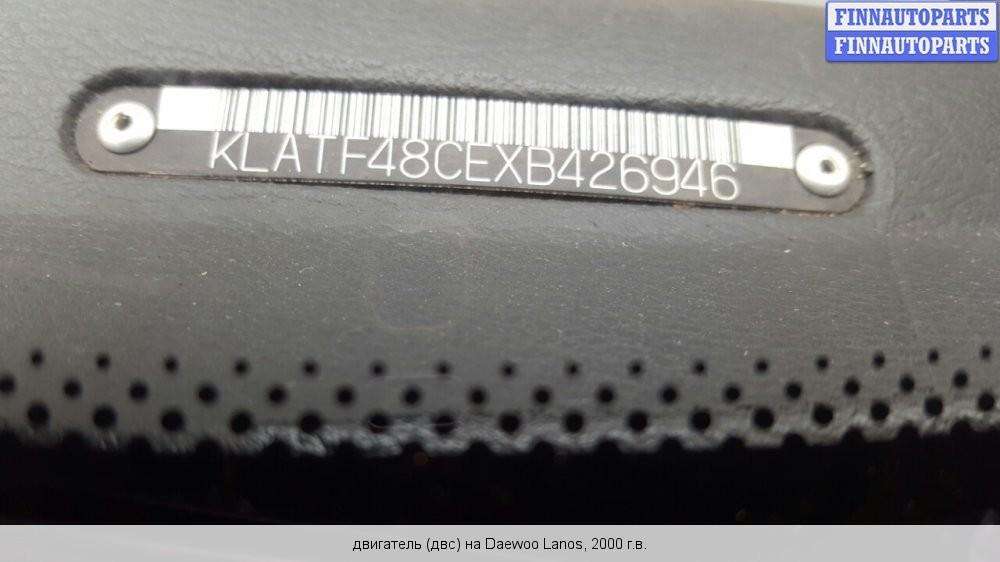 FINNAUTOPARTS
FINNAUTOPARTS
KLATF48CEXB426946
двигатель (двс) на Daewoo Lanos, 2000 г.в.